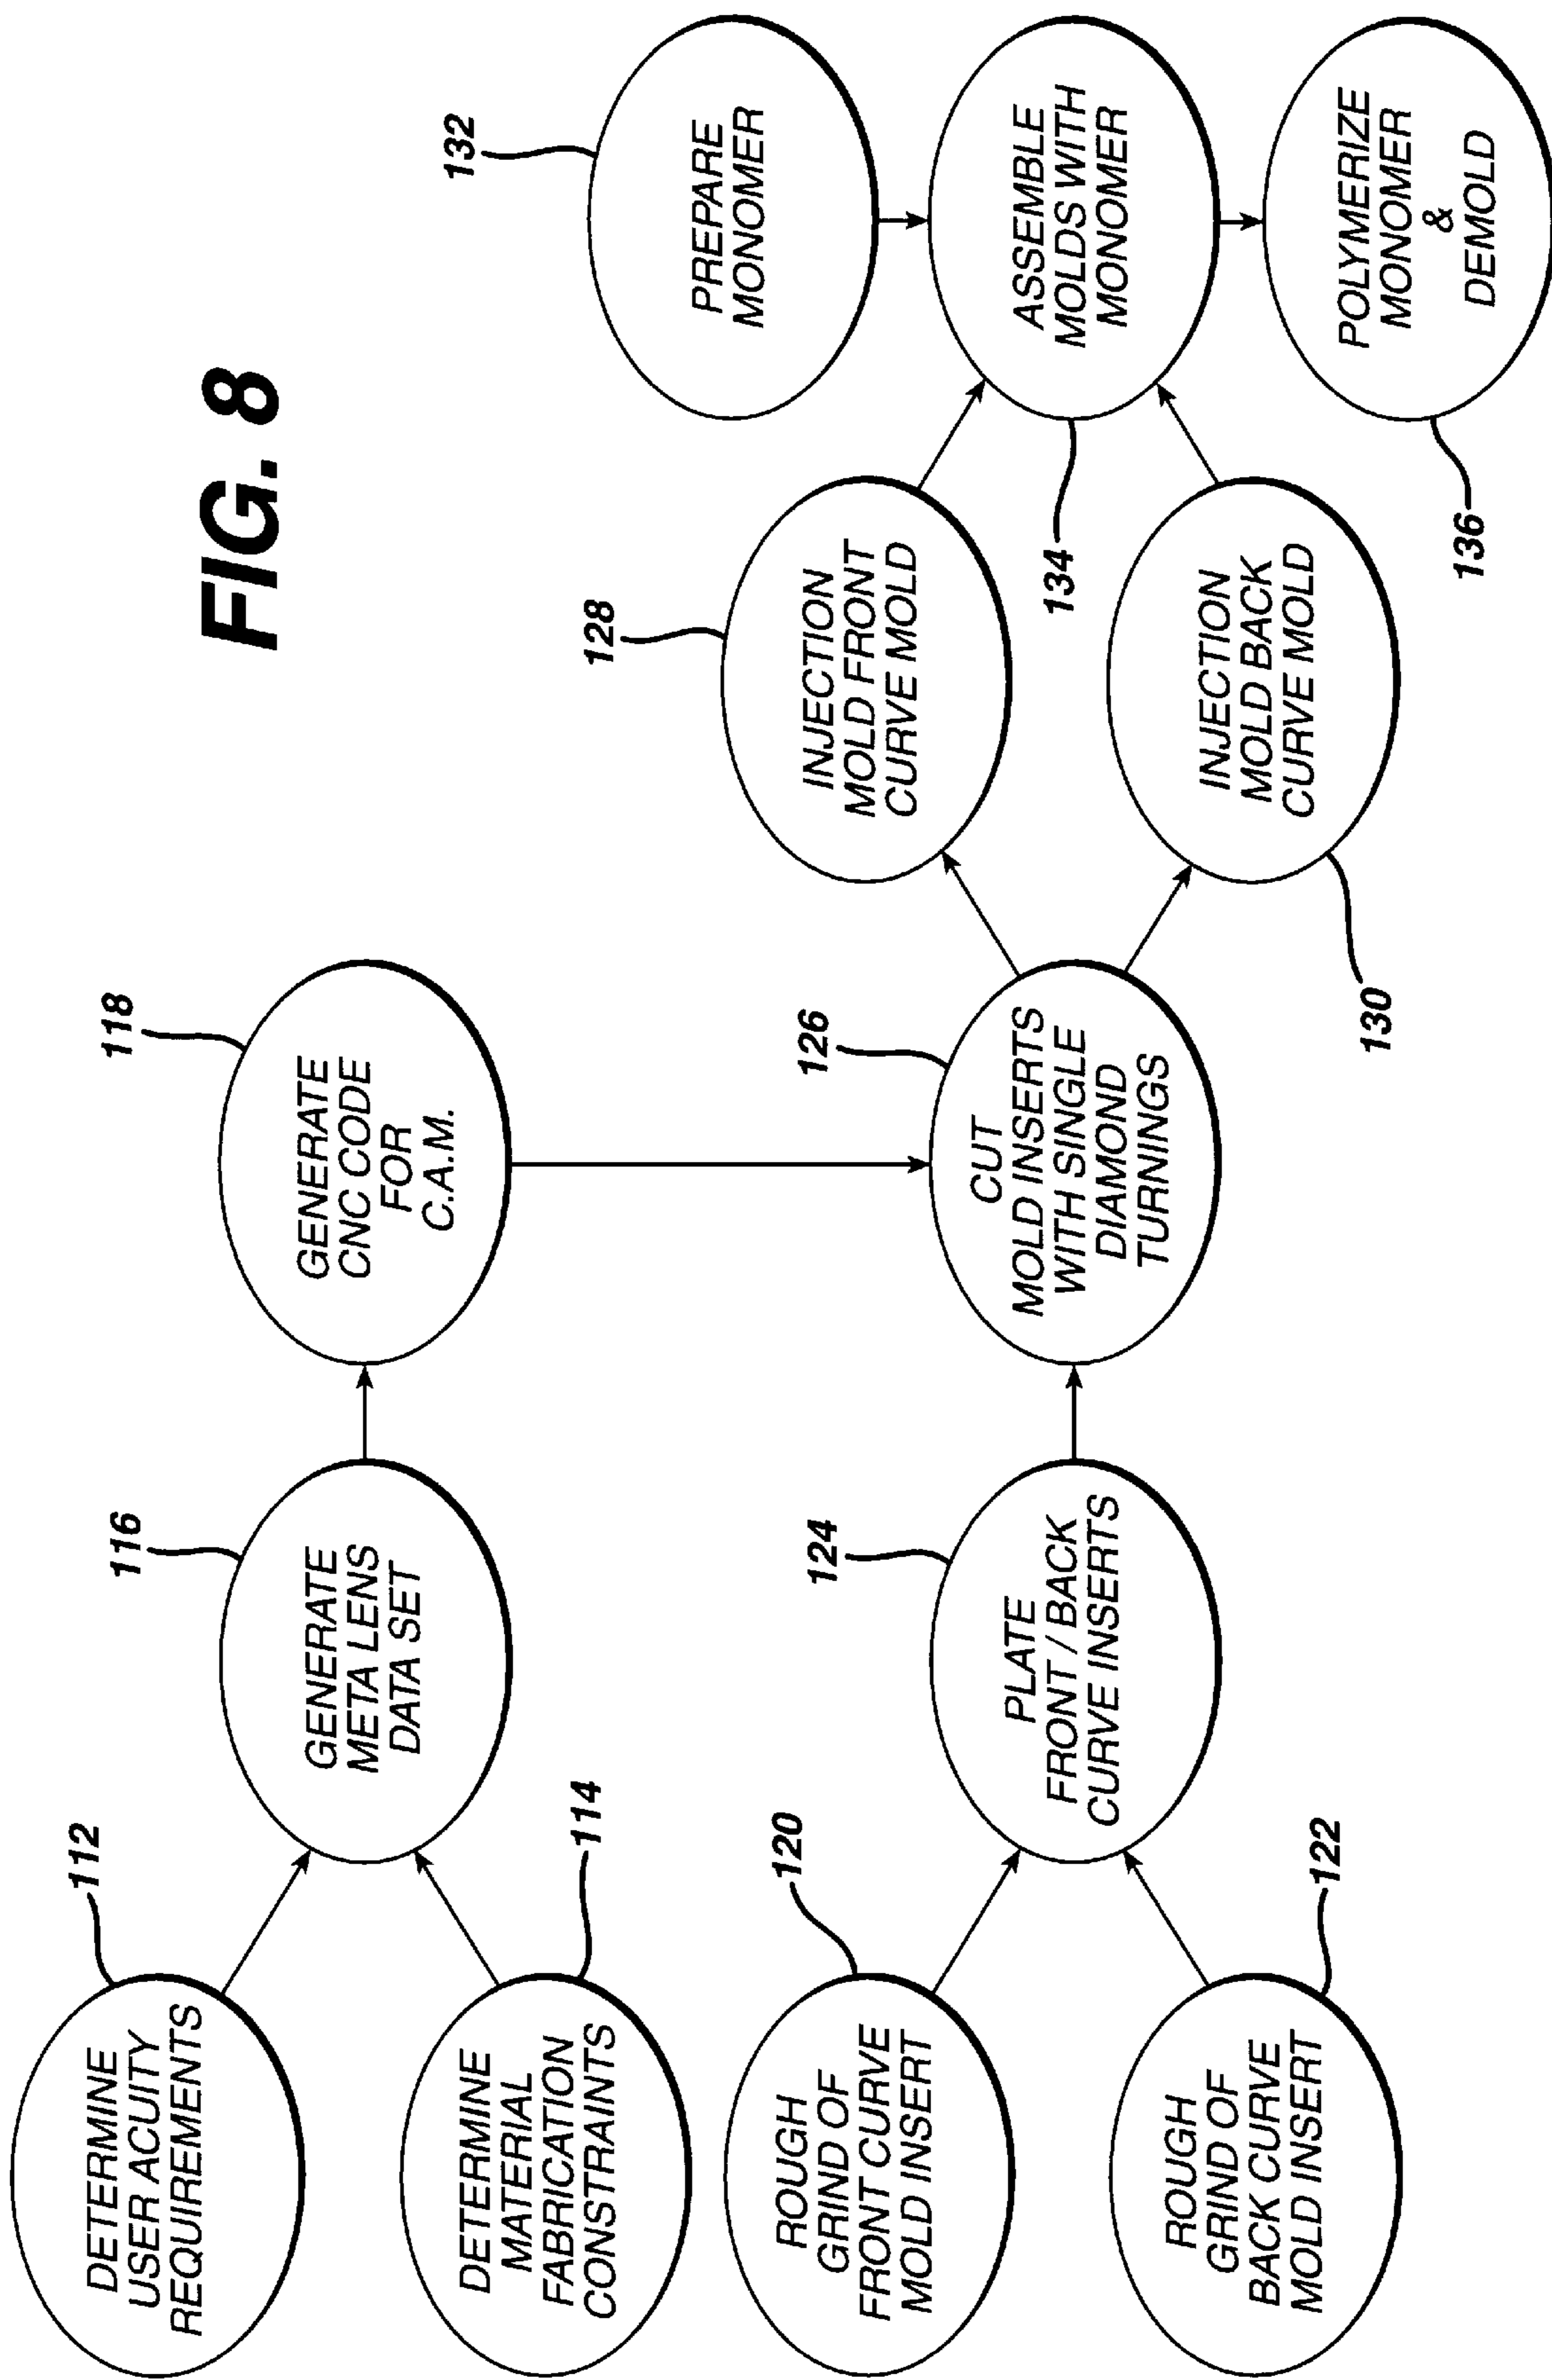 FIG. 8
112
DETERMINE
USER ACUITY
REQUIREMENTS
114
DETERMINE
MATERIAL
FABRICATION
CONSTRAINTS
116
GENERATE
META LENS
DATA SET
118
GENERATE
CNC CODE
FOR
C.A.M.
120
ROUGH
GRIND OF
FRONT CURVE
MOLD INSERT
122
ROUGH
GRIND OF
BACK CURVE
MOLD INSERT
124
PLATE
FRONT / BACK
CURVE INSERTS
126
CUT
MOLD INSERTS
WITH SINGLE
DIAMOND
TURNINGS
128
INJECTION
MOLD FRONT
CURVE MOLD
130
INJECTION
MOLD BACK
CURVE MOLD
132
PREPARE
MONOMER
134
ASSEMBLE
MOLDS WITH
MONOMER
136
POLYMERIZE
MONOMER
&
DEMOLD